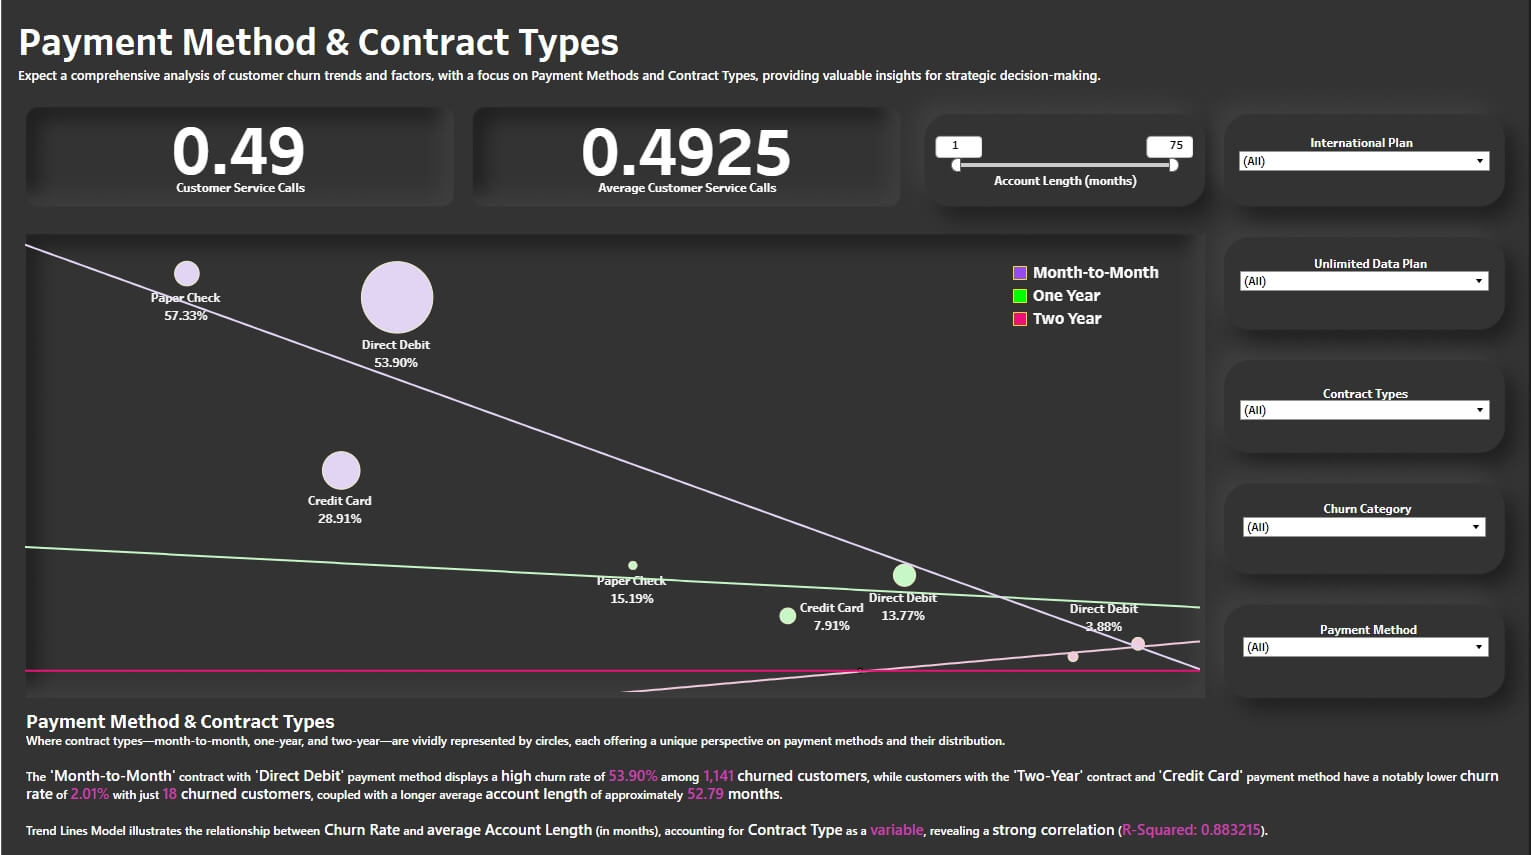 Payment Method & Contract Types
Expect a comprehensive analysis of customer churn trends and factors, with a focus on Payment Methods and Contract Types, providing valuable insights for strategic decision-making.
0.49
Customer Service Calls
0.4925
Average Customer Service Calls
1
75
Account Length (months)
International Plan
(All)
Unlimited Data Plan
(All)
Contract Types
(All)
Churn Category
(All)
Payment Method
(All)
Month-to-Month
One Year
Two Year
Paper Check
57.33%
Direct Debit
53.90%
Credit Card
28.91%
Paper Check
15.19%
Credit Card
7.91%
Direct Debit
13.77%
Direct Debit
3.88%
Payment Method & Contract Types
Where contract types—month-to-month, one-year, and two-year—are vividly represented by circles, each offering a unique perspective on payment methods and their distribution.
The 'Month-to-Month' contract with 'Direct Debit' payment method displays a high churn rate of 53.90% among 1,141 churned customers, while customers with the 'Two-Year' contract and 'Credit Card' payment method have a notably lower churn
rate of 2.01% with just 18 churned customers, coupled with a longer average account length of approximately 52.79 months.
Trend Lines Model illustrates the relationship between Churn Rate and average Account Length (in months), accounting for Contract Type as a variable, revealing a strong correlation (R-Squared: 0.883215).